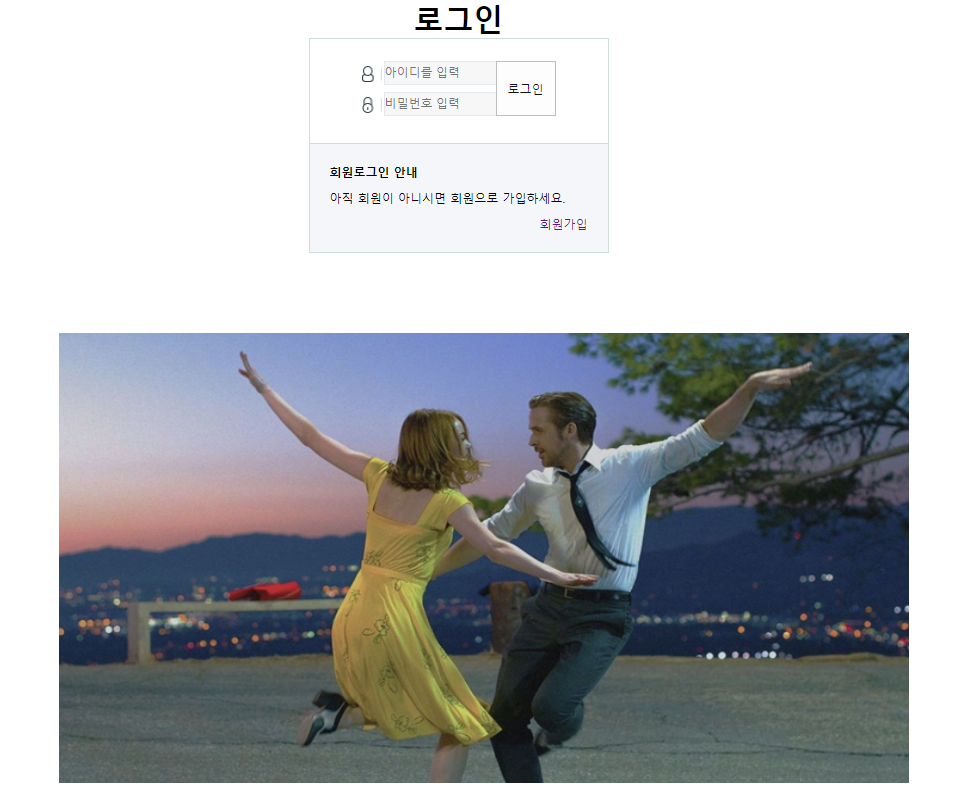 로그인
아이디를 입력
비밀번호 입력
로그인
회원로그인 안내
아직 회원이 아니시면 회원으로 가입하세요.
회원가입